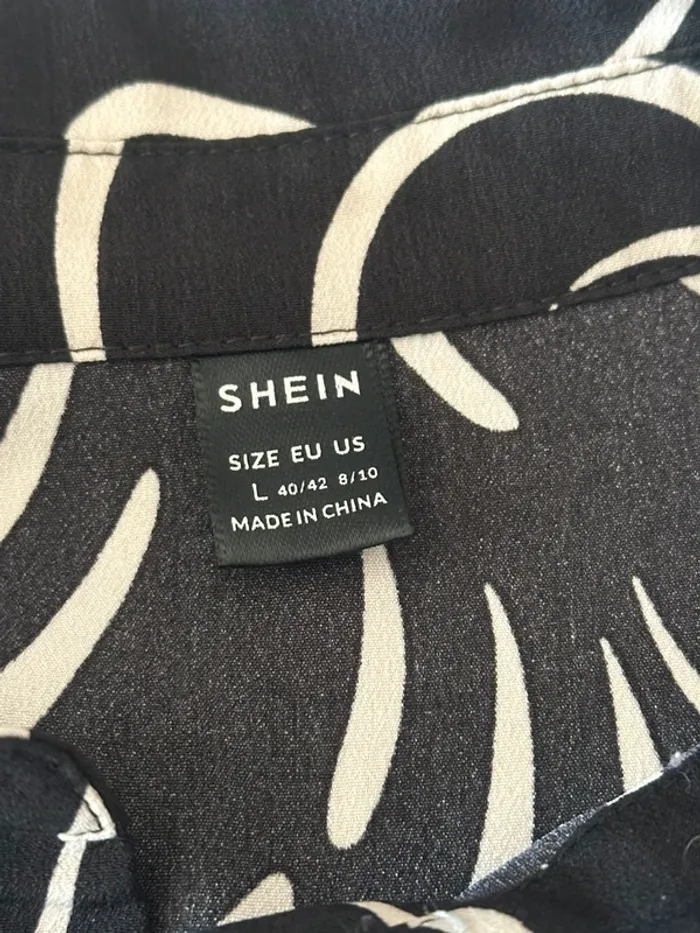 SHEIN
SIZE EU US
L 40/42 8/10
MADE IN CHINA